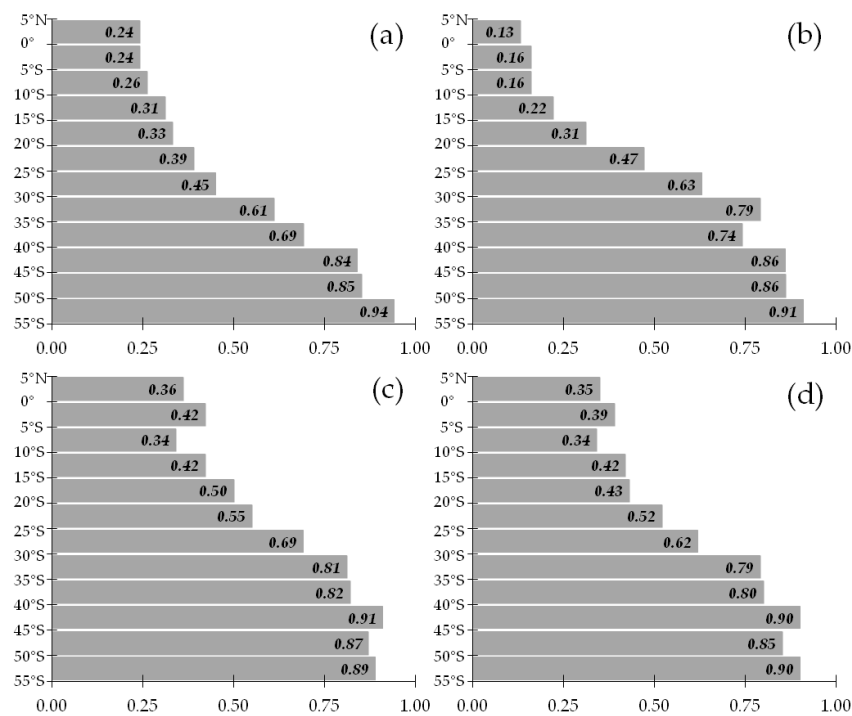 5°N
0.24
(a)
0°
0.24
5°S
0.26
10°S
0.31
15°S
0.33
20°S
0.39
25°S
0.45
30°S
0.61
35°S
0.69
40°S
0.84
45°S
0.85
50°S
0.94
55°S
0.00 0.25 0.50 0.75 1.00
5°N
0.13
(b)
0°
0.16
5°S
0.16
10°S
0.22
15°S
0.31
20°S
0.47
25°S
0.63
30°S
0.79
35°S
0.74
40°S
0.86
45°S
0.86
50°S
0.91
55°S
0.00 0.25 0.50 0.75 1.00
5°N
0.36
(c)
0°
0.42
5°S
0.34
10°S
0.42
15°S
0.50
20°S
0.55
25°S
0.69
30°S
0.81
35°S
0.82
40°S
0.91
45°S
0.87
50°S
0.89
55°S
0.00 0.25 0.50 0.75 1.00
5°N
0.35
(d)
0°
0.39
5°S
0.34
10°S
0.42
15°S
0.43
20°S
0.52
25°S
0.62
30°S
0.79
35°S
0.80
40°S
0.90
45°S
0.85
50°S
0.90
55°S
0.00 0.25 0.50 0.75 1.00